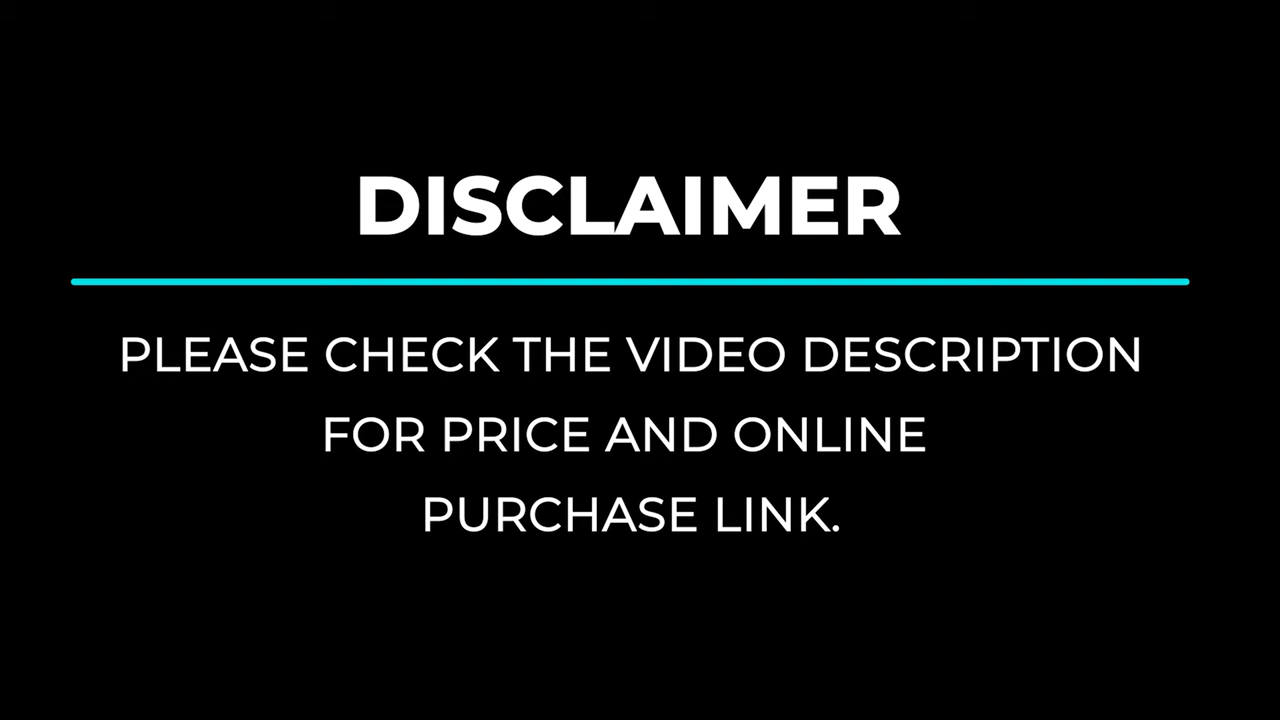 DISCLAIMER
PLEASE CHECK THE VIDEO DESCRIPTION
FOR PRICE AND ONLINE
PURCHASE LINK.